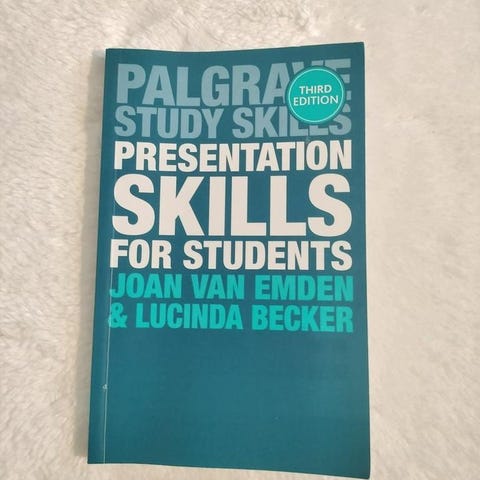 PALGRAVE
THIRD
EDITION
STUDY SKILLS
PRESENTATION
SKILLS
FOR STUDENTS
JOAN VAN EMDEN
& LUCINDA BECKER